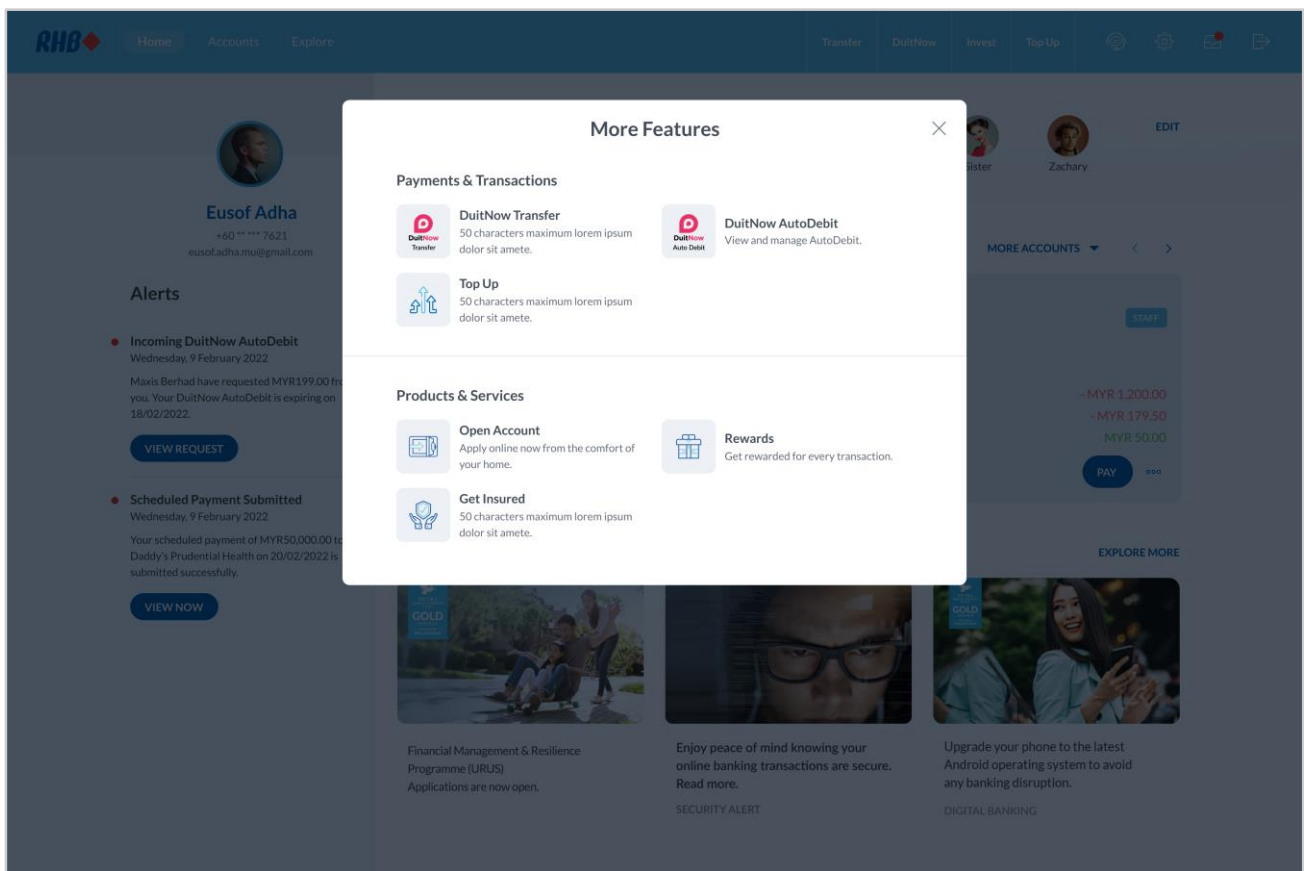 RHB
Home
Accounts
Explore
Transfer
DuitNow
Invest
Top Up
Eusof Adha
+60 ** *** 7621
eusof.adha.mu@gmail.com
Alerts
Incoming DuitNow AutoDebit
Wednesday, 9 February 2022
Maxis Berhad have requested MYR199.00
you. Your DuitNow AutoDebit is expiring on
18/02/2022.
VIEW REQUEST
Scheduled Payment Submitted
Wednesday, 9 February 2022
Your scheduled payment of MYR50,000.00
Daddy's Prudential Health on 20/02/2022 is
submitted successfully.
VIEW NOW
More Features
Payments & Transactions
DuitNow
Transfer
DuitNow Transfer
50 characters maximum lorem ipsum
dolor sit amete.
DuitNow
Auto Debit
DuitNow AutoDebit
View and manage AutoDebit.
Top Up
50 characters maximum lorem ipsum
dolor sit amete.
Products & Services
Open Account
Apply online now from the comfort of
your home.
Rewards
Get rewarded for every transaction.
Get Insured
50 characters maximum lorem ipsum
dolor sit amete.
Sister
Zachary
EDIT
MORE ACCOUNTS
STAFF
- MYR 1,200.00
- MYR 179.50
MYR 50.00
PAY
EXPLORE MORE
GOLD
GOLD
Financial Management & Resilience
Programme (URUS)
Applications are now open.
Enjoy peace of mind knowing your
online banking transactions are secure.
Read more.
SECURITY ALERT
Upgrade your phone to the latest
Android operating system to avoid
any banking disruption.
DIGITAL BANKING